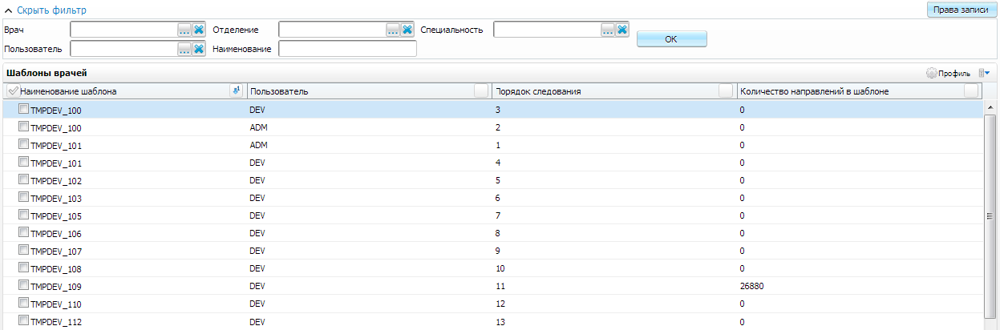 Скрыть фильтр Права записи
Врач ... Отделение ... Специальность ... OK
Пользователь ... Наименование
Шаблоны врачей Профиль
Наименование шаблона 1 Пользователь Порядок следования Количество направлений в шаблоне
TMPDEV_100 DEV 3 0
TMPDEV_100 ADM 2 0
TMPDEV_101 ADM 1 0
TMPDEV_101 DEV 4 0
TMPDEV_102 DEV 5 0
TMPDEV_103 DEV 6 0
TMPDEV_105 DEV 7 0
TMPDEV_106 DEV 8 0
TMPDEV_107 DEV 9 0
TMPDEV_108 DEV 10 0
TMPDEV_109 DEV 11 26880
TMPDEV_110 DEV 12 0
TMPDEV_112 DEV 13 0